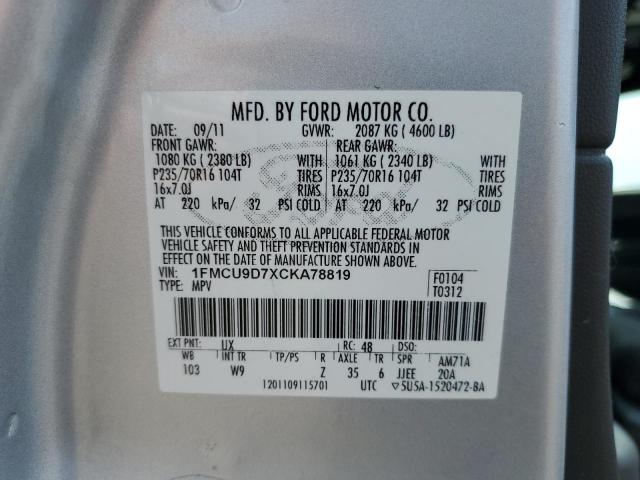 MFD. BY FORD MOTOR CO.
DATE: 09/11 GVWR: 2087 KG ( 4600 LB)
FRONT GAWR: REAR GAWR:
1080 KG ( 2380 LB) WITH 1061 KG ( 2340 LB) WITH
P235/70R16 104T TIRES P235/70R16 104T TIRES
16x7.0J RIMS 16x7.0J RIMS
AT 220 kPa/ 32 PSI COLD AT 220 kPa/ 32 PSI COLD
THIS VEHICLE CONFORMS TO ALL APPLICABLE FEDERAL MOTOR
VEHICLE SAFETY AND THEFT PREVENTION STANDARDS IN
EFFECT ON THE DATE OF MANUFACTURE SHOWN ABOVE.
VIN: 1FMCU9D7XCKA78819 F0104
TYPE: MPV T0312
EXT PNT: UX RC: 48 DSO:
WB INT TR TP/PS R AXLE TR SPR AM71A
103 W9 Z 35 6 JJEE 20A
1201109115701 UTC ▽5U5A-1520472-BA